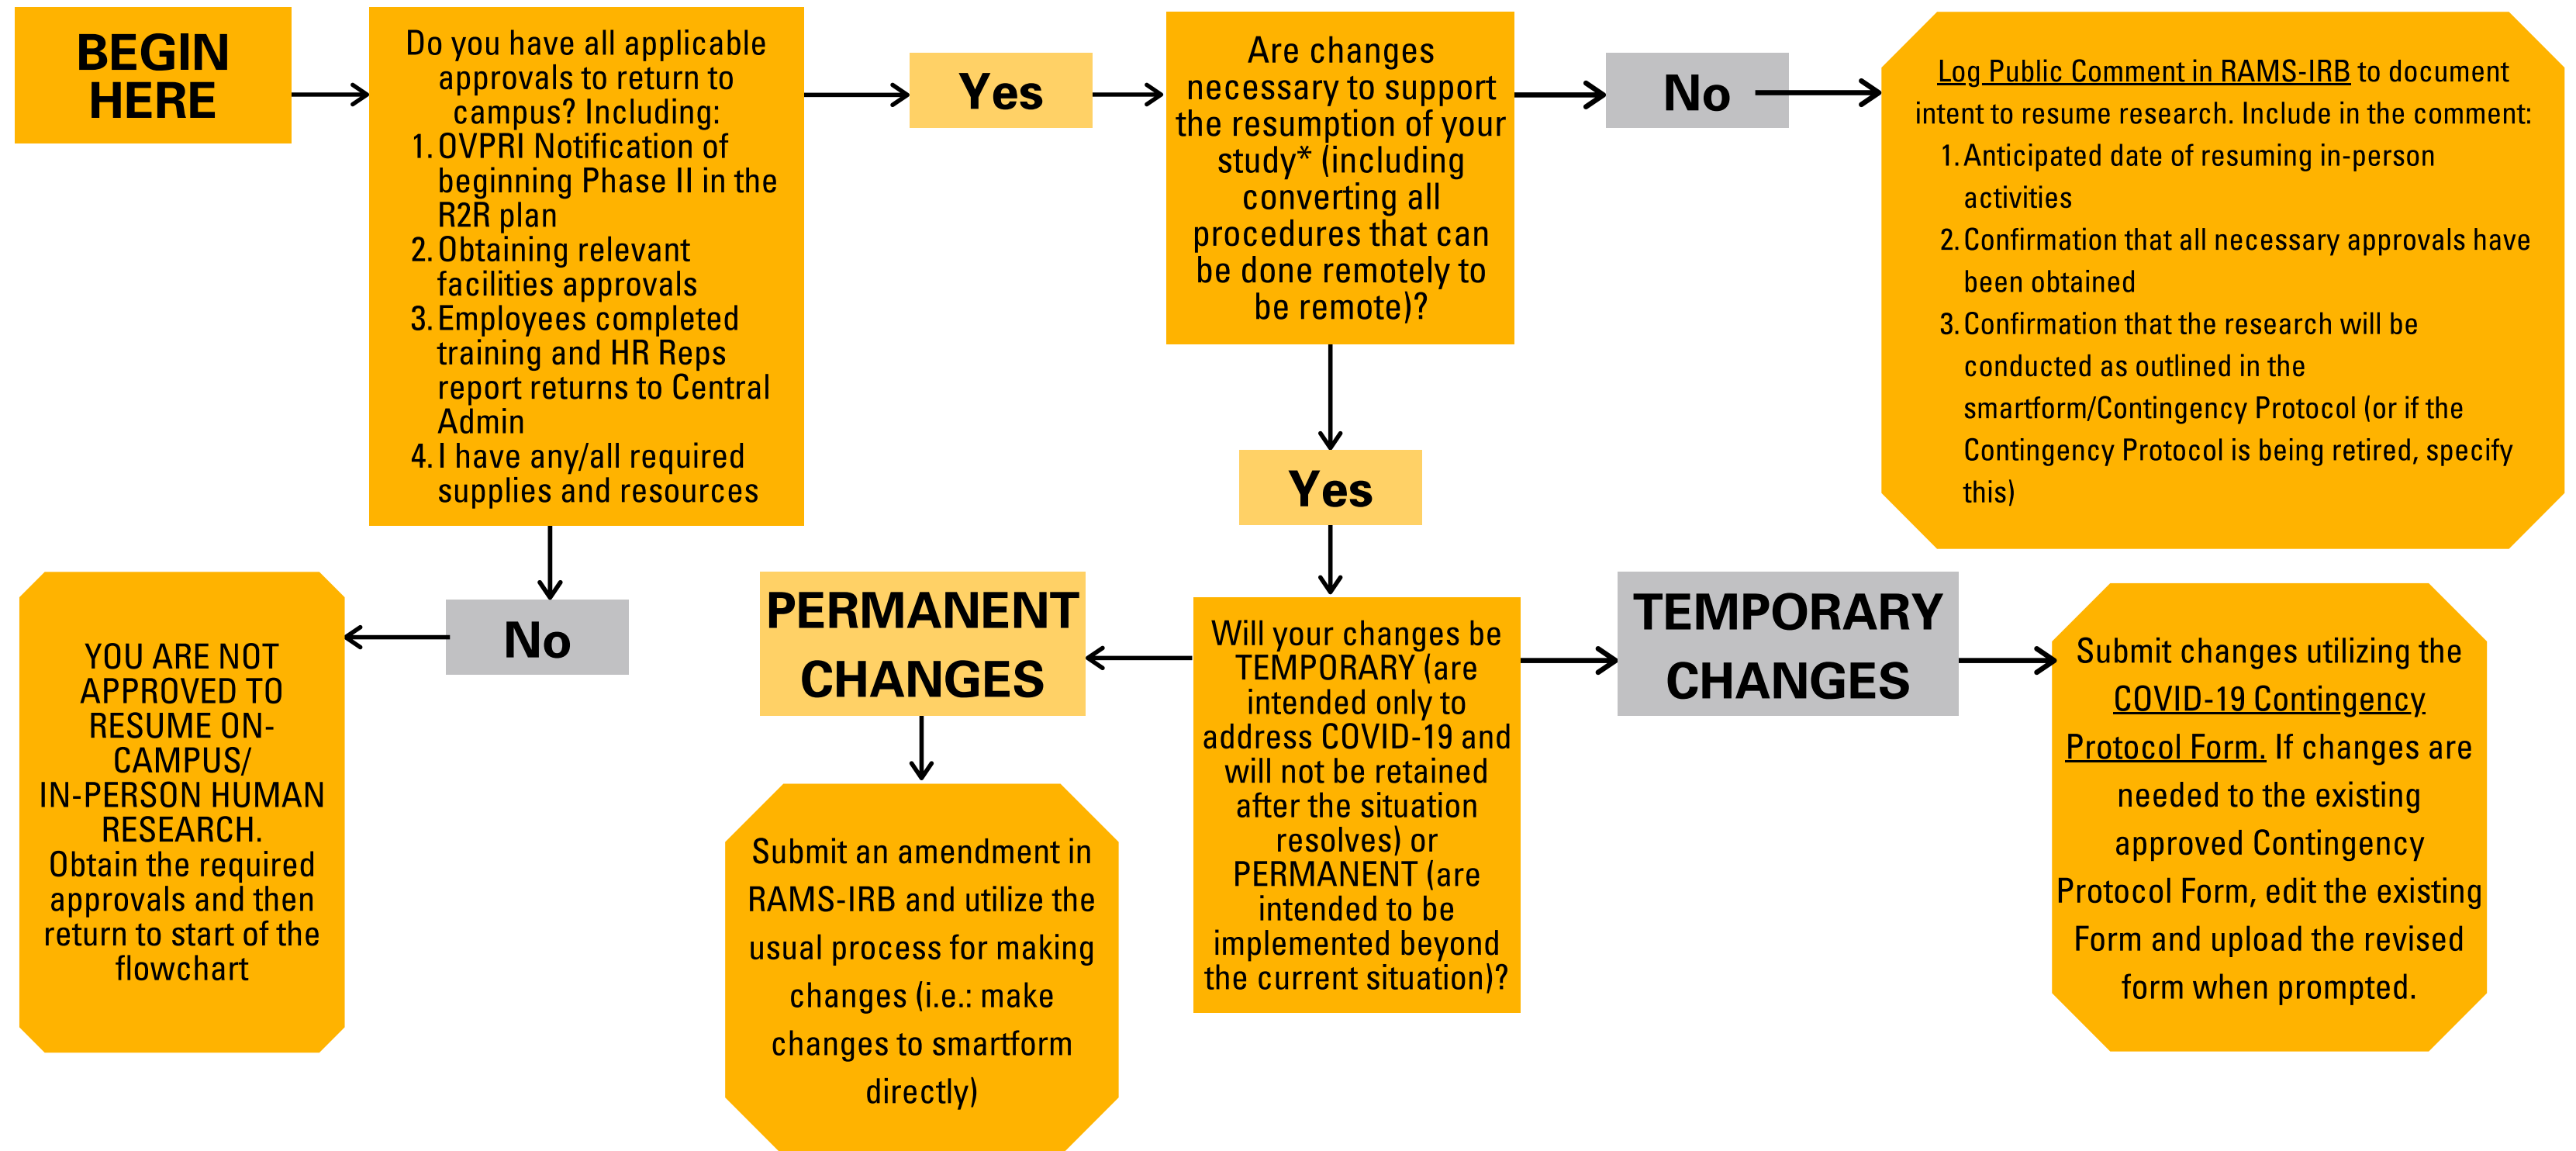 BEGIN
HERE
Do you have all applicable
approvals to return to
campus? Including:
1. OVPRI Notification of
beginning Phase II in the
R2R plan
2. Obtaining relevant
facilities approvals
3. Employees completed
training and HR Reps
report returns to Central
Admin
4. I have any/all required
supplies and resources
Yes
Are changes
necessary to support
the resumption of your
study* (including
converting all
procedures that can
be done remotely to
be remote)?
No
Log Public Comment in RAMS-IRB to document
intent to resume research. Include in the comment:
1. Anticipated date of resuming in-person
activities
2. Confirmation that all necessary approvals have
been obtained
3. Confirmation that the research will be
conducted as outlined in the
smartform/Contingency Protocol (or if the
Contingency Protocol is being retired, specify
this)
Yes
No
YOU ARE NOT
APPROVED TO
RESUME ON-
CAMPUS/
IN-PERSON HUMAN
RESEARCH.
Obtain the required
approvals and then
return to start of the
flowchart
PERMANENT
CHANGES
Submit an amendment in
RAMS-IRB and utilize the
usual process for making
changes (i.e.: make
changes to smartform
directly)
Will your changes be
TEMPORARY (are
intended only to
address COVID-19 and
will not be retained
after the situation
resolves) or
PERMANENT (are
intended to be
implemented beyond
the current situation)?
TEMPORARY
CHANGES
Submit changes utilizing the
COVID-19 Contingency
Protocol Form. If changes are
needed to the existing
approved Contingency
Protocol Form, edit the existing
Form and upload the revised
form when prompted.